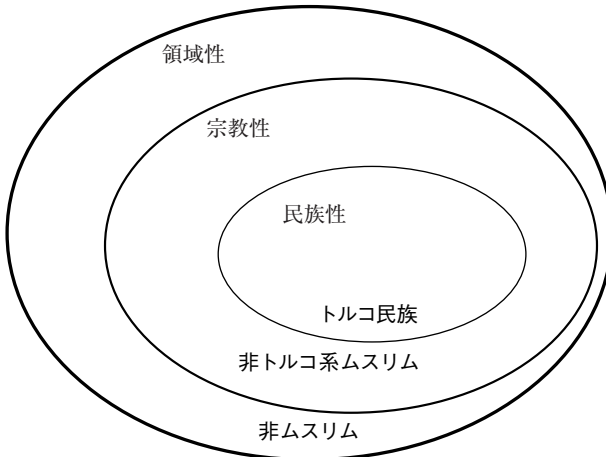 領域性
宗教性
民族性
トルコ民族
非トルコ系ムスリム
非ムスリム